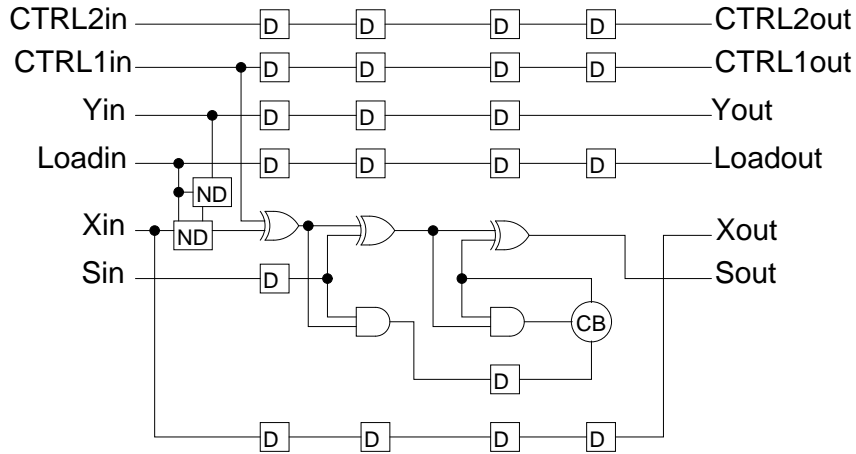 CTRL2in D D D D CTRL2out
CTRL1in D D D D CTRL1out
Yin D D D Yout
Loadin D D D D Loadout
ND
Xin ND Xout
Sin D Sout
CB
D
D D D D